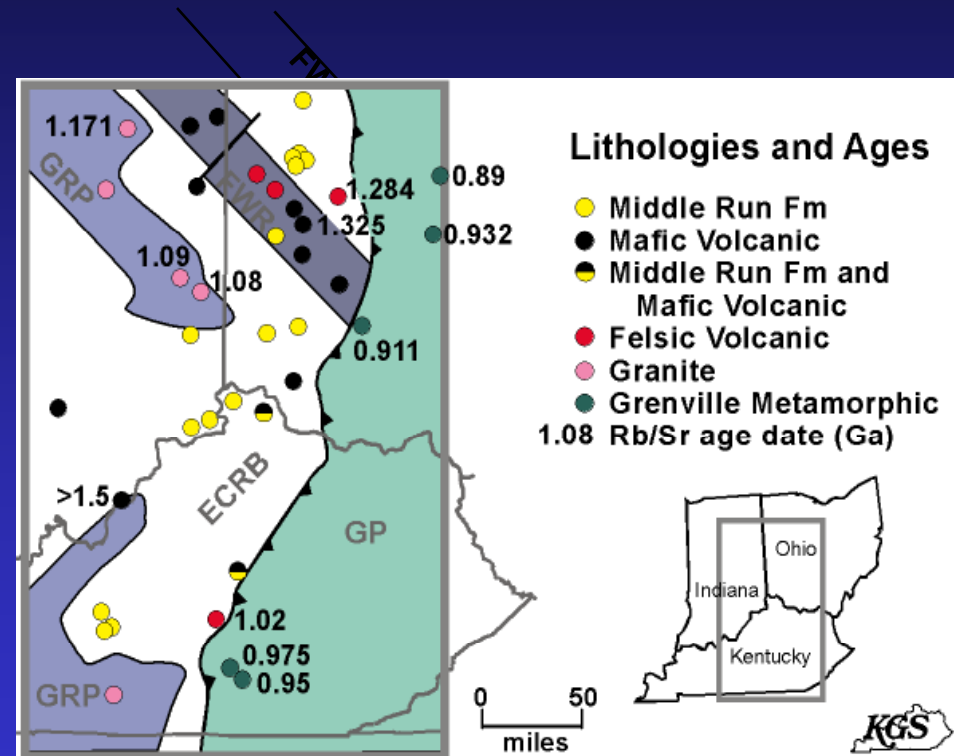 FW
1.171
GRP
FWR
1.284
0.89
1.325
0.932
1.09
1.08
0.911
>1.5
ECRB
GP
1.02
0.975
0.95
GRP
Lithologies and Ages
Middle Run Fm
Mafic Volcanic
Middle Run Fm and
Mafic Volcanic
Felsic Volcanic
Granite
Grenville Metamorphic
1.08 Rb/Sr age date (Ga)
Ohio
Indiana
Kentucky
0 50
miles
KGS